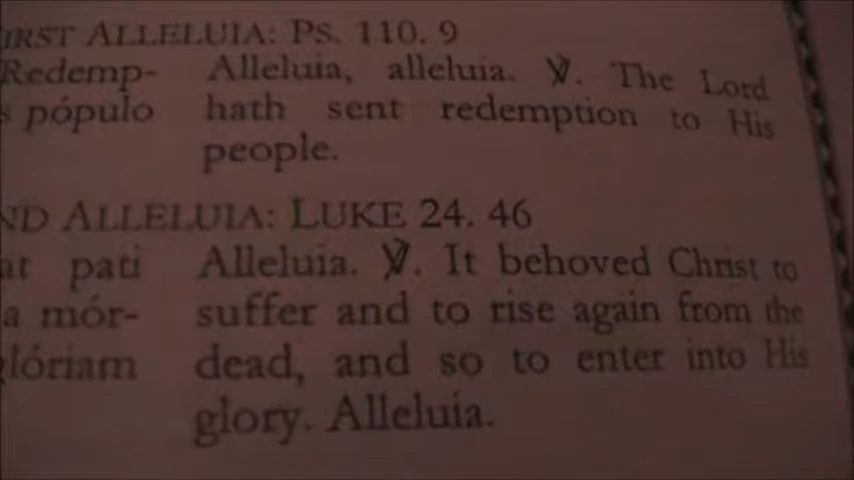 IRST ALLELUIA: PS. 110. 9
Redemp- Alleluia, alleluia. ℣. The Lord
s pópulo hath sent redemption to His
people.
ND ALLELUIA: LUKE 24. 46
at pati Alleluia. ℣. It behoved Christ to
a mór- suffer and to rise again from the
glóriam dead, and so to enter into His
glory. Alleluia.